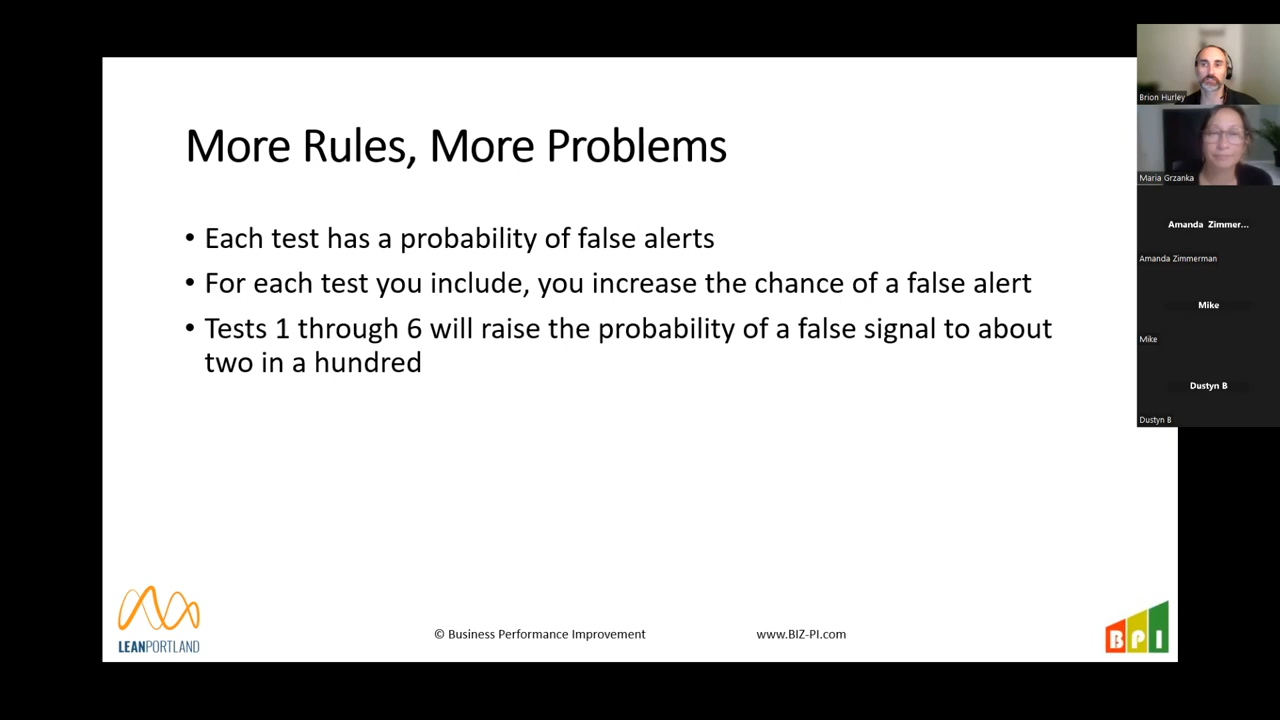 More Rules, More Problems
• Each test has a probability of false alerts
• For each test you include, you increase the chance of a false alert
• Tests 1 through 6 will raise the probability of a false signal to about
two in a hundred
LEANPORTLAND
© Business Performance Improvement
www.BIZ-PI.com
BPI
Brion Hurley
Maria Grzanka
Amanda Zimmer...
Amanda Zimmerman
Mike
Mike
Dustyn B
Dustyn B